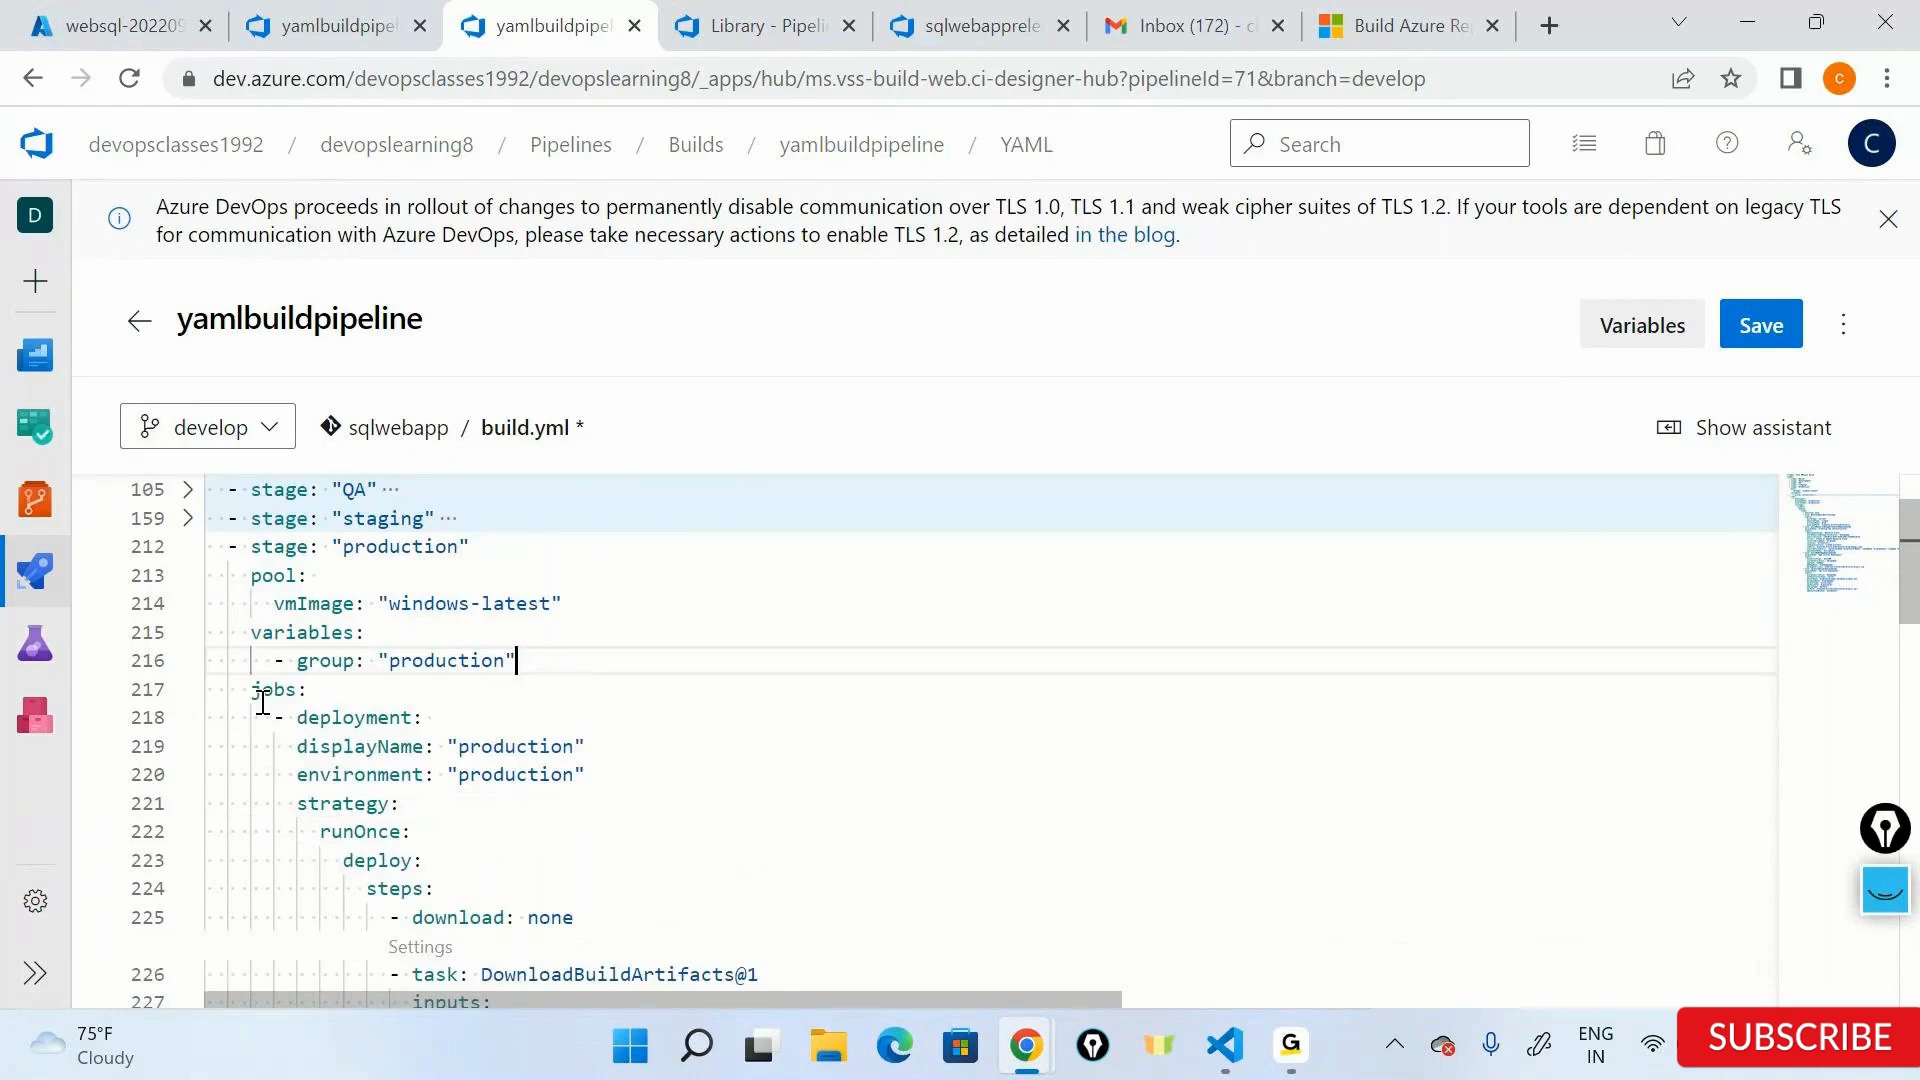 websql-202209
yamlbuildpipel
yamlbuildpipel
Library - Pipeli
sqlwebapprele
Inbox (172) - cl
Build Azure Re
dev.azure.com/devopsclasses1992/devopslearning8/_apps/hub/ms.vss-build-web.ci-designer-hub?pipelineId=71&branch=develop
c
devopsclasses1992 / devopslearning8 / Pipelines / Builds / yamlbuildpipeline / YAML
Search
C
D
Azure DevOps proceeds in rollout of changes to permanently disable communication over TLS 1.0, TLS 1.1 and weak cipher suites of TLS 1.2. If your tools are dependent on legacy TLS
for communication with Azure DevOps, please take necessary actions to enable TLS 1.2, as detailed in the blog.
yamlbuildpipeline
Variables
Save
develop
sqlwebapp / build.yml *
Show assistant
105 - stage: "QA" ...
159 - stage: "staging" ...
212 - stage: "production"
213 pool:
214 vmImage: "windows-latest"
215 variables:
216 - group: "production"
217 jobs:
218 - deployment:
219 displayName: "production"
220 environment: "production"
221 strategy:
222 runOnce:
223 deploy:
224 steps:
225 - download: none
Settings
226 - task: DownloadBuildArtifacts@1
227 inputs:
75°F
Cloudy
G
ENG
IN
SUBSCRIBE